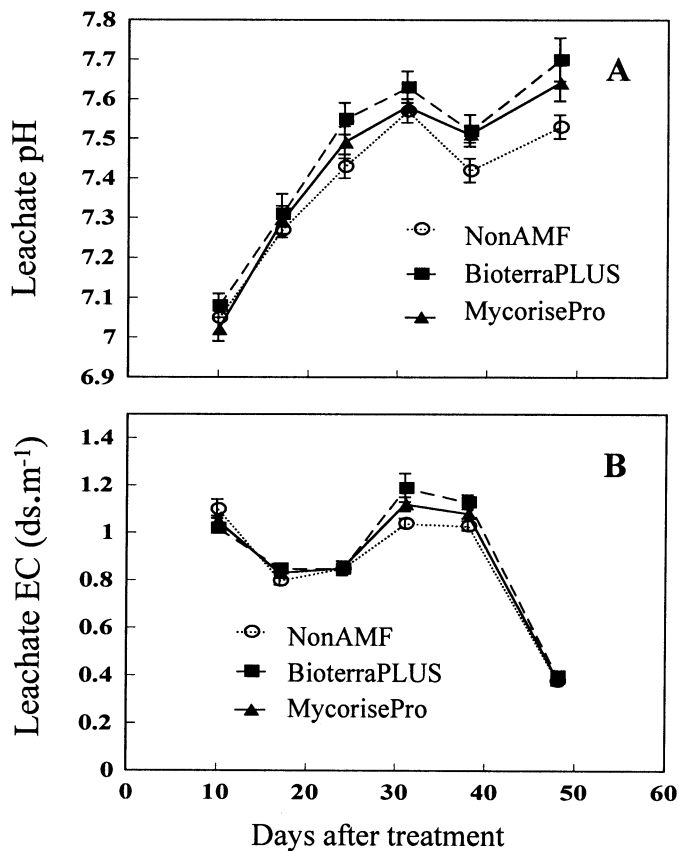 7.8
7.7
7.6
7.5
7.4
7.3
7.2
7.1
7
6.9
Leachate pH
A
NonAMF
BioterraPLUS
MycorisePro
1.4
1.2
1
0.8
0.6
0.4
0.2
0
Leachate EC (ds.m-1)
B
NonAMF
BioterraPLUS
MycorisePro
0 10 20 30 40 50 60
Days after treatment